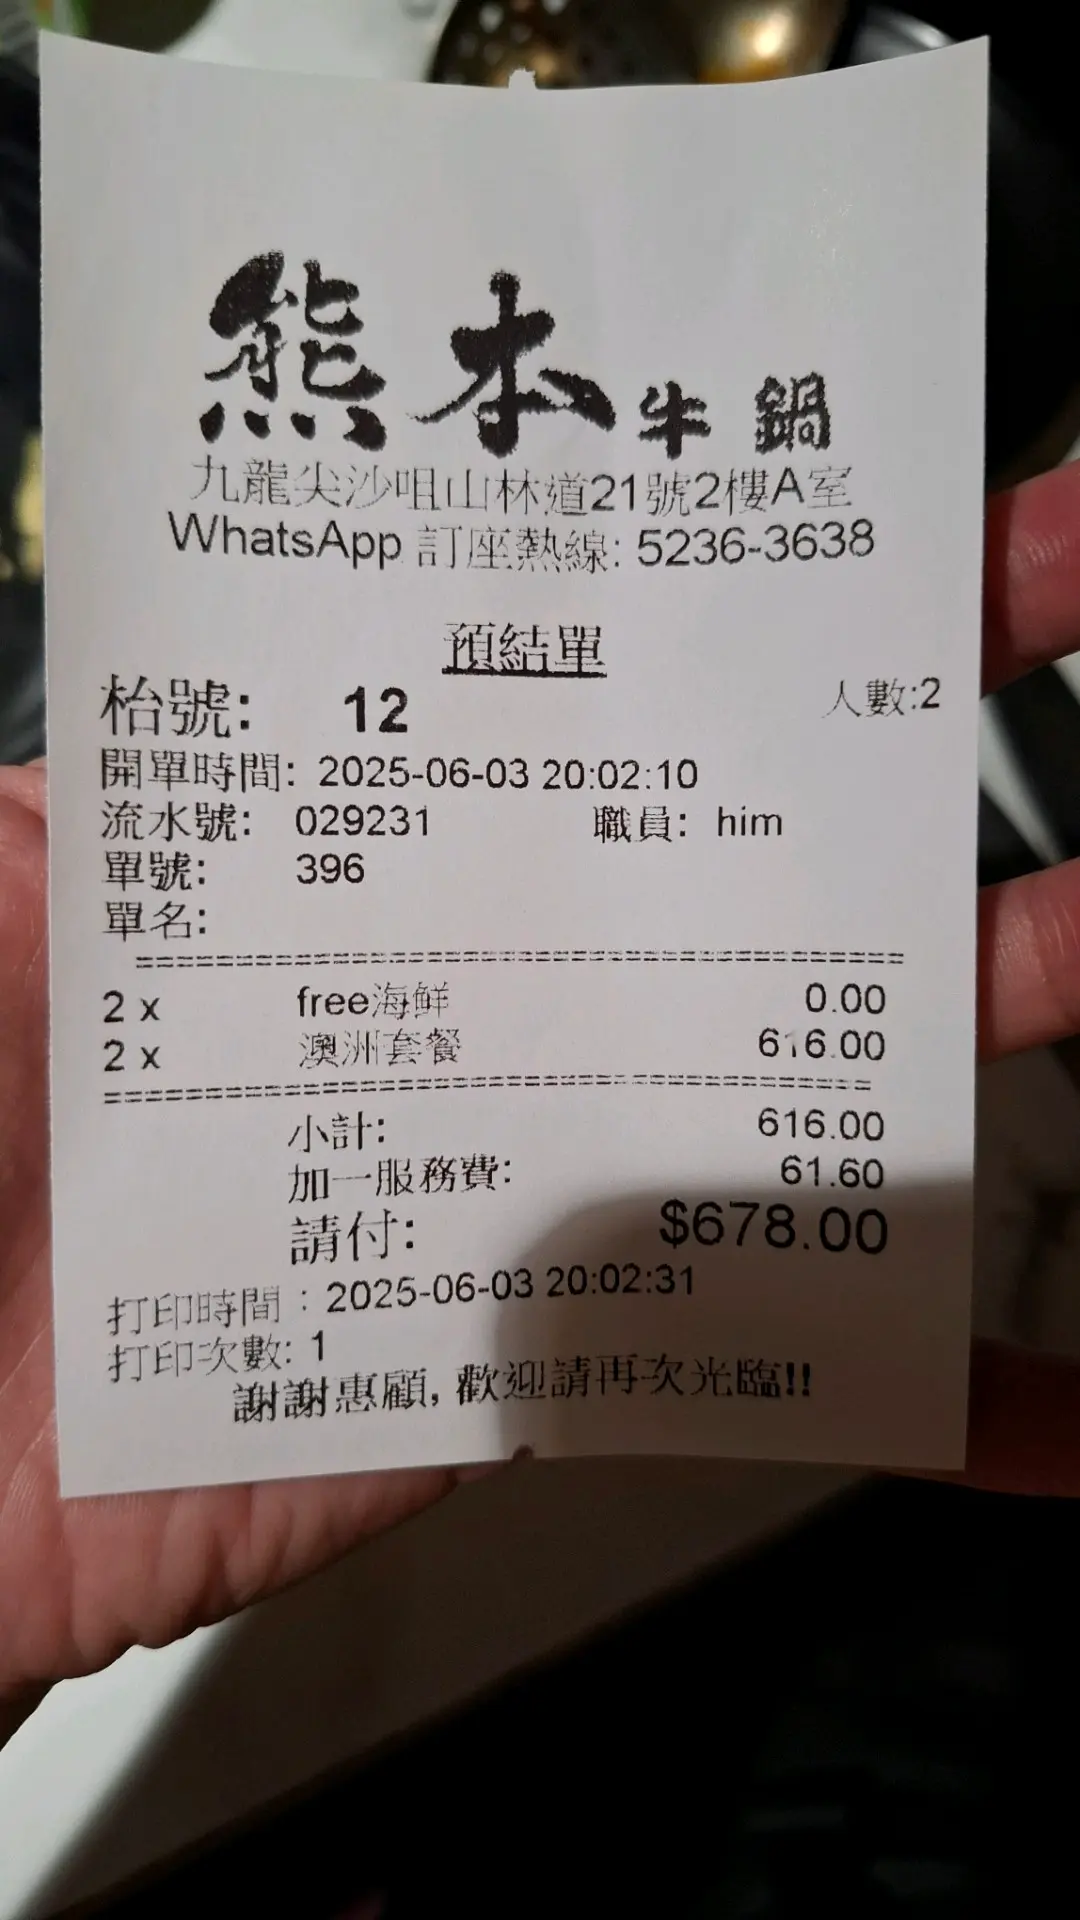 熊本牛鍋
九龍尖沙咀山林道21號2樓A室
WhatsApp 訂座熱線: 5236-3638
預結單
枱號: 12 人數:2
開單時間: 2025-06-03 20:02:10
流水號: 029231 職員: him
單號: 396
單名:
2 x free海鮮 0.00
2 x 澳洲套餐 616.00
小計: 616.00
加一服務費: 61.60
請付: $678.00
打印時間 : 2025-06-03 20:02:31
打印次數: 1
謝謝惠顧, 歡迎請再次光臨!!